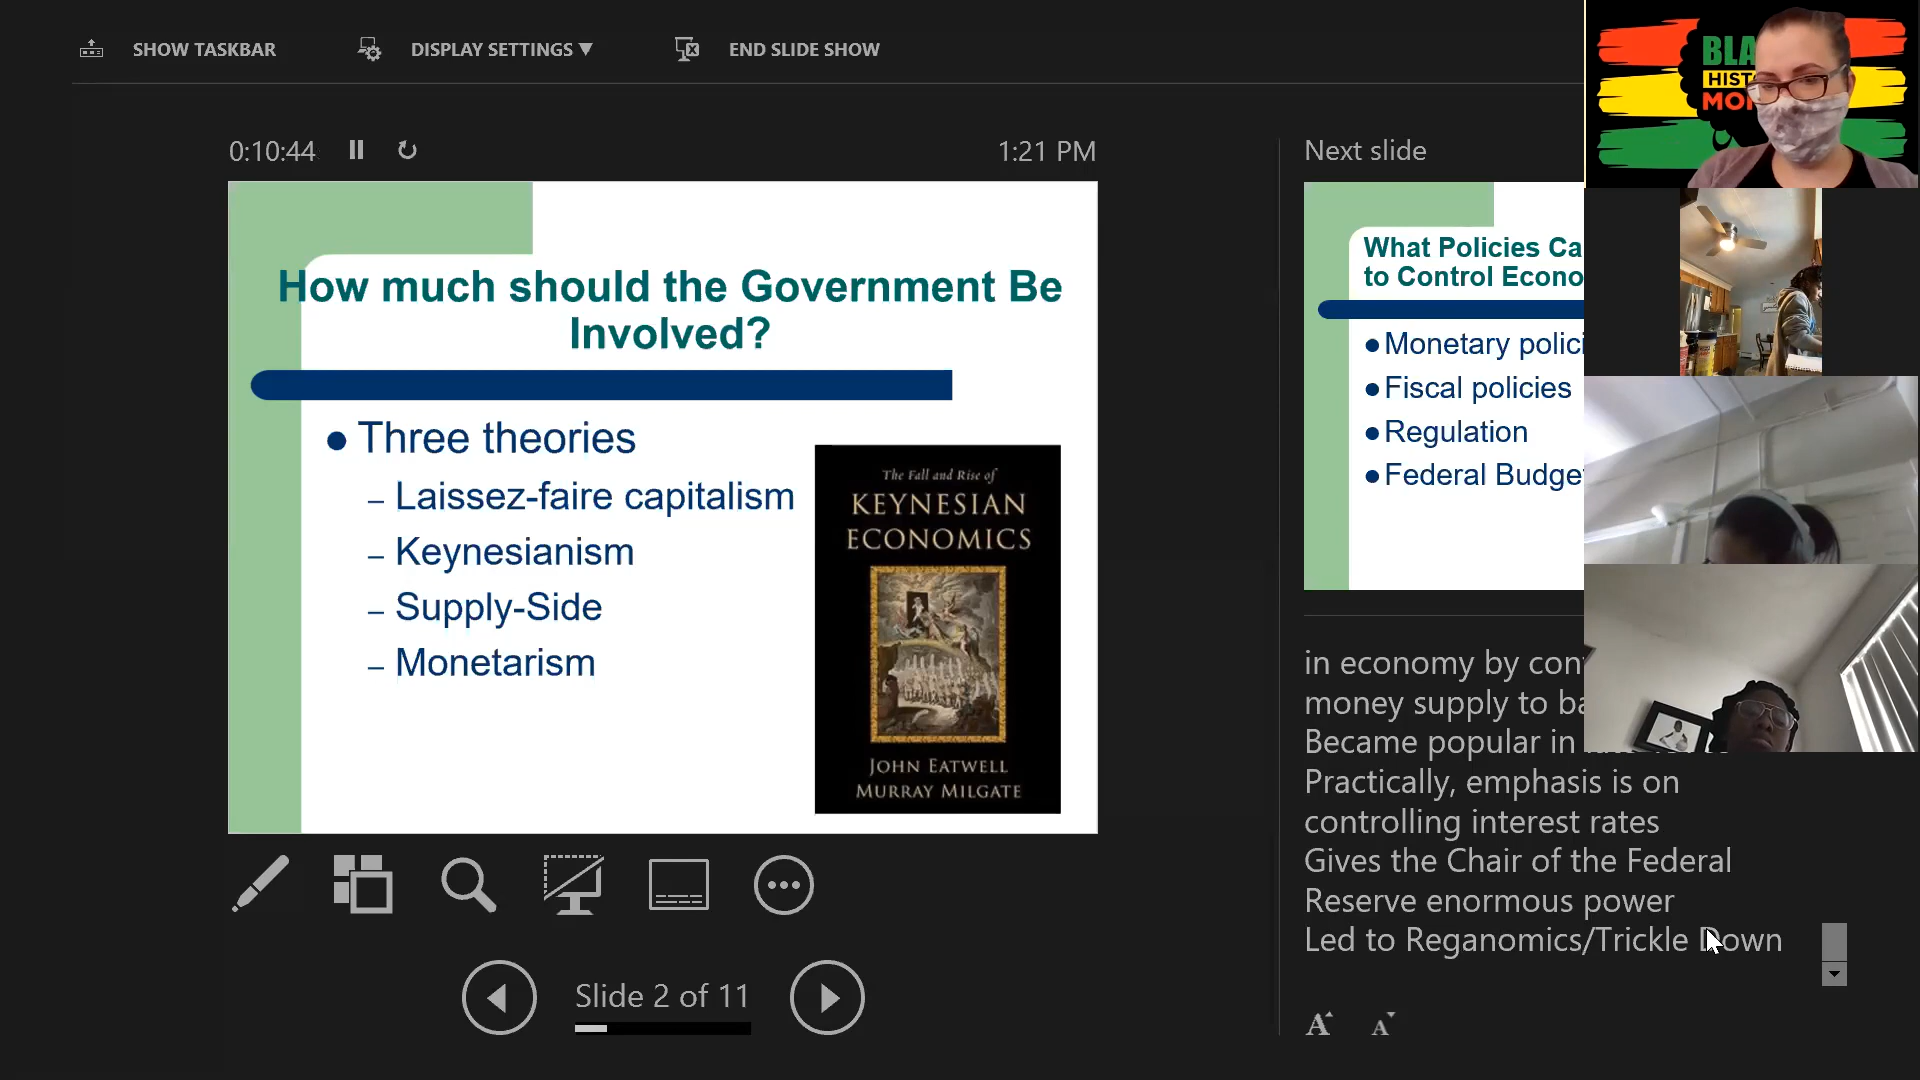 SHOW TASKBAR
DISPLAY SETTINGS ▼
END SLIDE SHOW
0:10:44
1:21 PM
How much should the Government Be
Involved?
● Three theories
– Laissez-faire capitalism
– Keynesianism
– Supply-Side
– Monetarism
The Fall and Rise of
KEYNESIAN
ECONOMICS
JOHN EATWELL
MURRAY MILGATE
Slide 2 of 11
Next slide
What Policies Ca
to Control Econo
● Monetary polici
● Fiscal policies
● Regulation
● Federal Budge
in economy by con
money supply to ba
Became popular in
Practically, emphasis is on
controlling interest rates
Gives the Chair of the Federal
Reserve enormous power
Led to Reganomics/Trickle Down
A A
BLA
HIST
MO